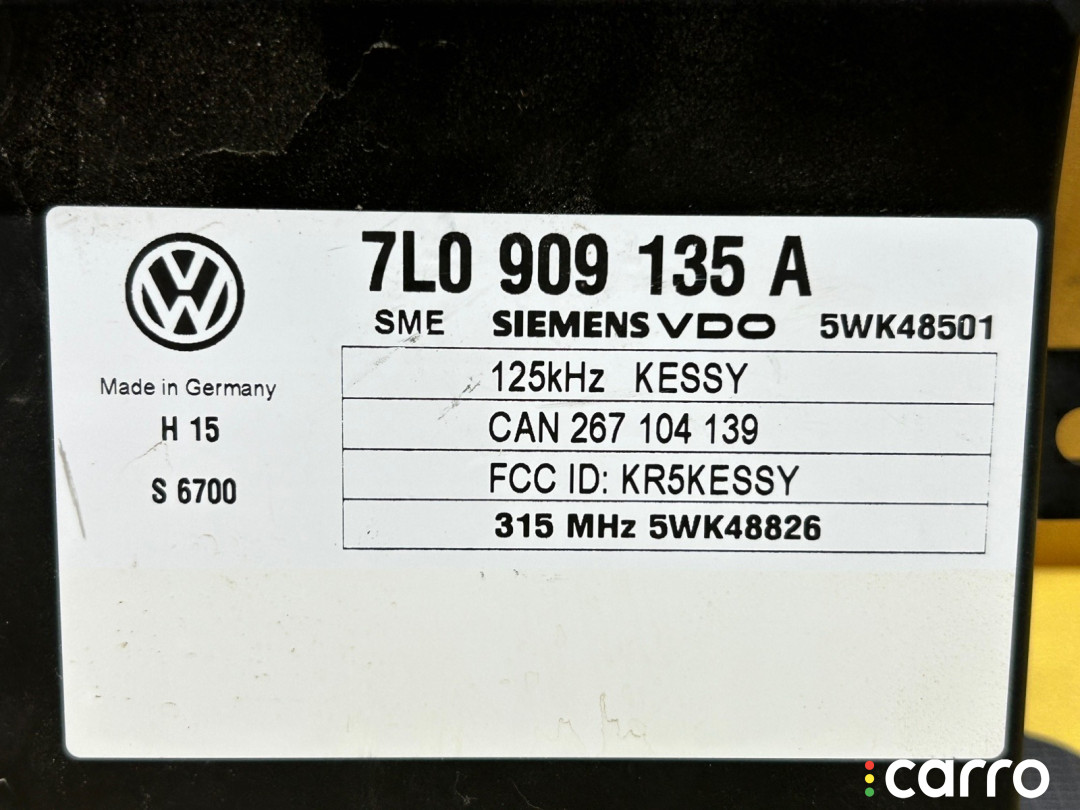 7L0 909 135 A
SME SIEMENS VDO 5WK48501
125kHz KESSY
Made in Germany
CAN 267 104 139
H 15
FCC ID: KR5KESSY
S 6700
315 MHz 5WK48826
carro